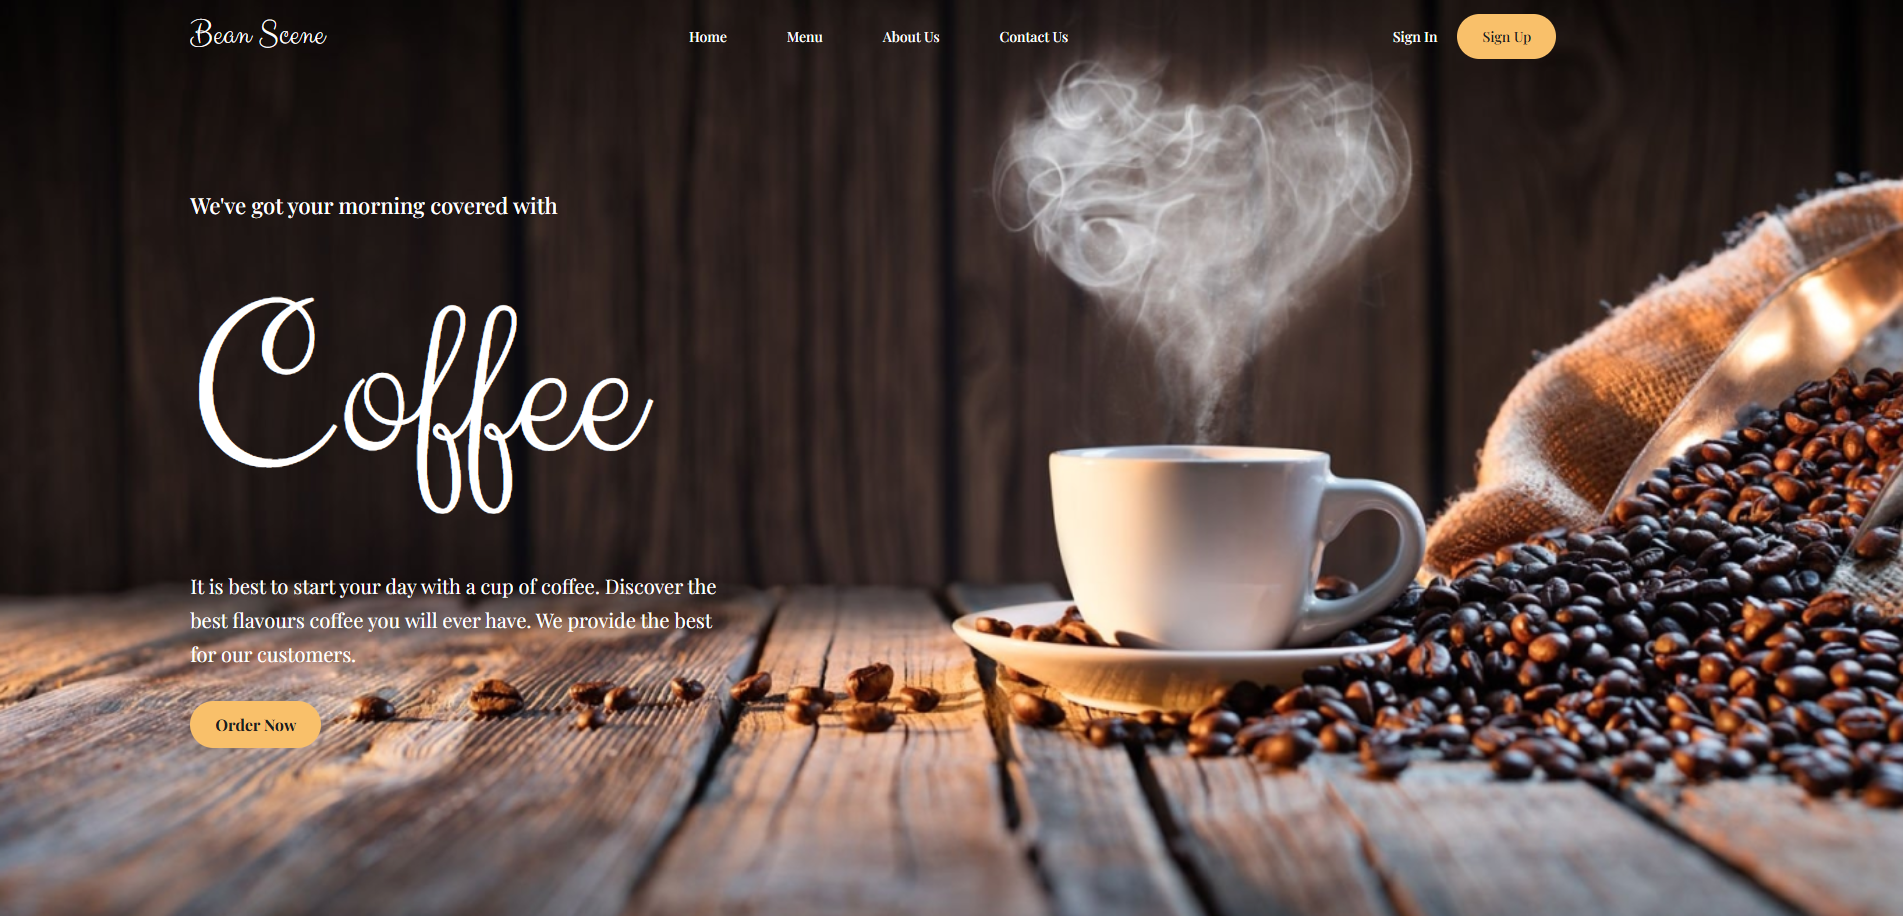 Bean Scene
Home Menu About Us Contact Us
Sign In Sign Up
We've got your morning covered with
Coffee
It is best to start your day with a cup of coffee. Discover the
best flavours coffee you will ever have. We provide the best
for our customers.
Order Now